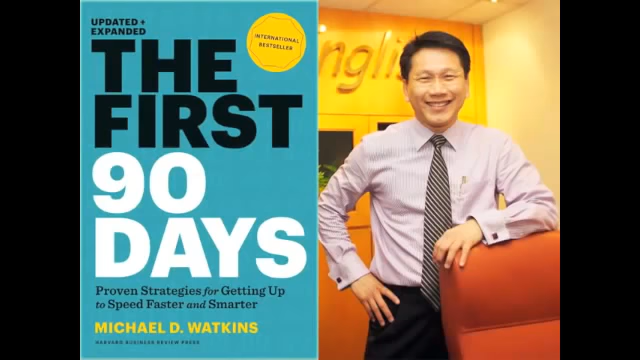 UPDATED +
EXPANDED
INTERNATIONAL
BESTSELLER
THE
FIRST
90
DAYS
Proven Strategies for Getting Up
to Speed Faster and Smarter
MICHAEL D. WATKINS
HARVARD BUSINESS REVIEW PRESS
nglis